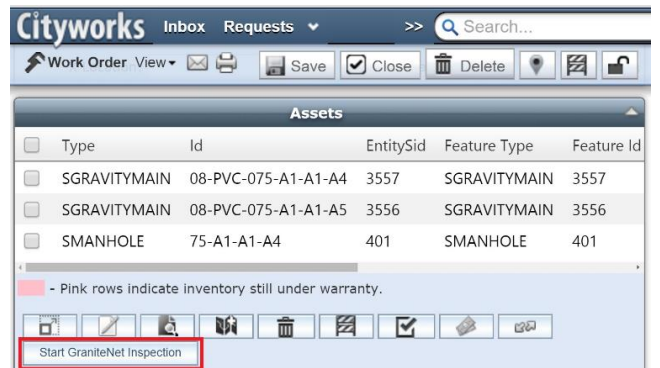 Cityworks Inbox Requests >> Search...
Work Order View Save Close Delete
Assets
Type Id EntitySid Feature Type Feature Id
SGRAVITYMAIN 08-PVC-075-A1-A1-A4 3557 SGRAVITYMAIN 3557
SGRAVITYMAIN 08-PVC-075-A1-A1-A5 3556 SGRAVITYMAIN 3556
SMANHOLE 75-A1-A1-A4 401 SMANHOLE 401
- Pink rows indicate inventory still under warranty.
Start GraniteNet Inspection